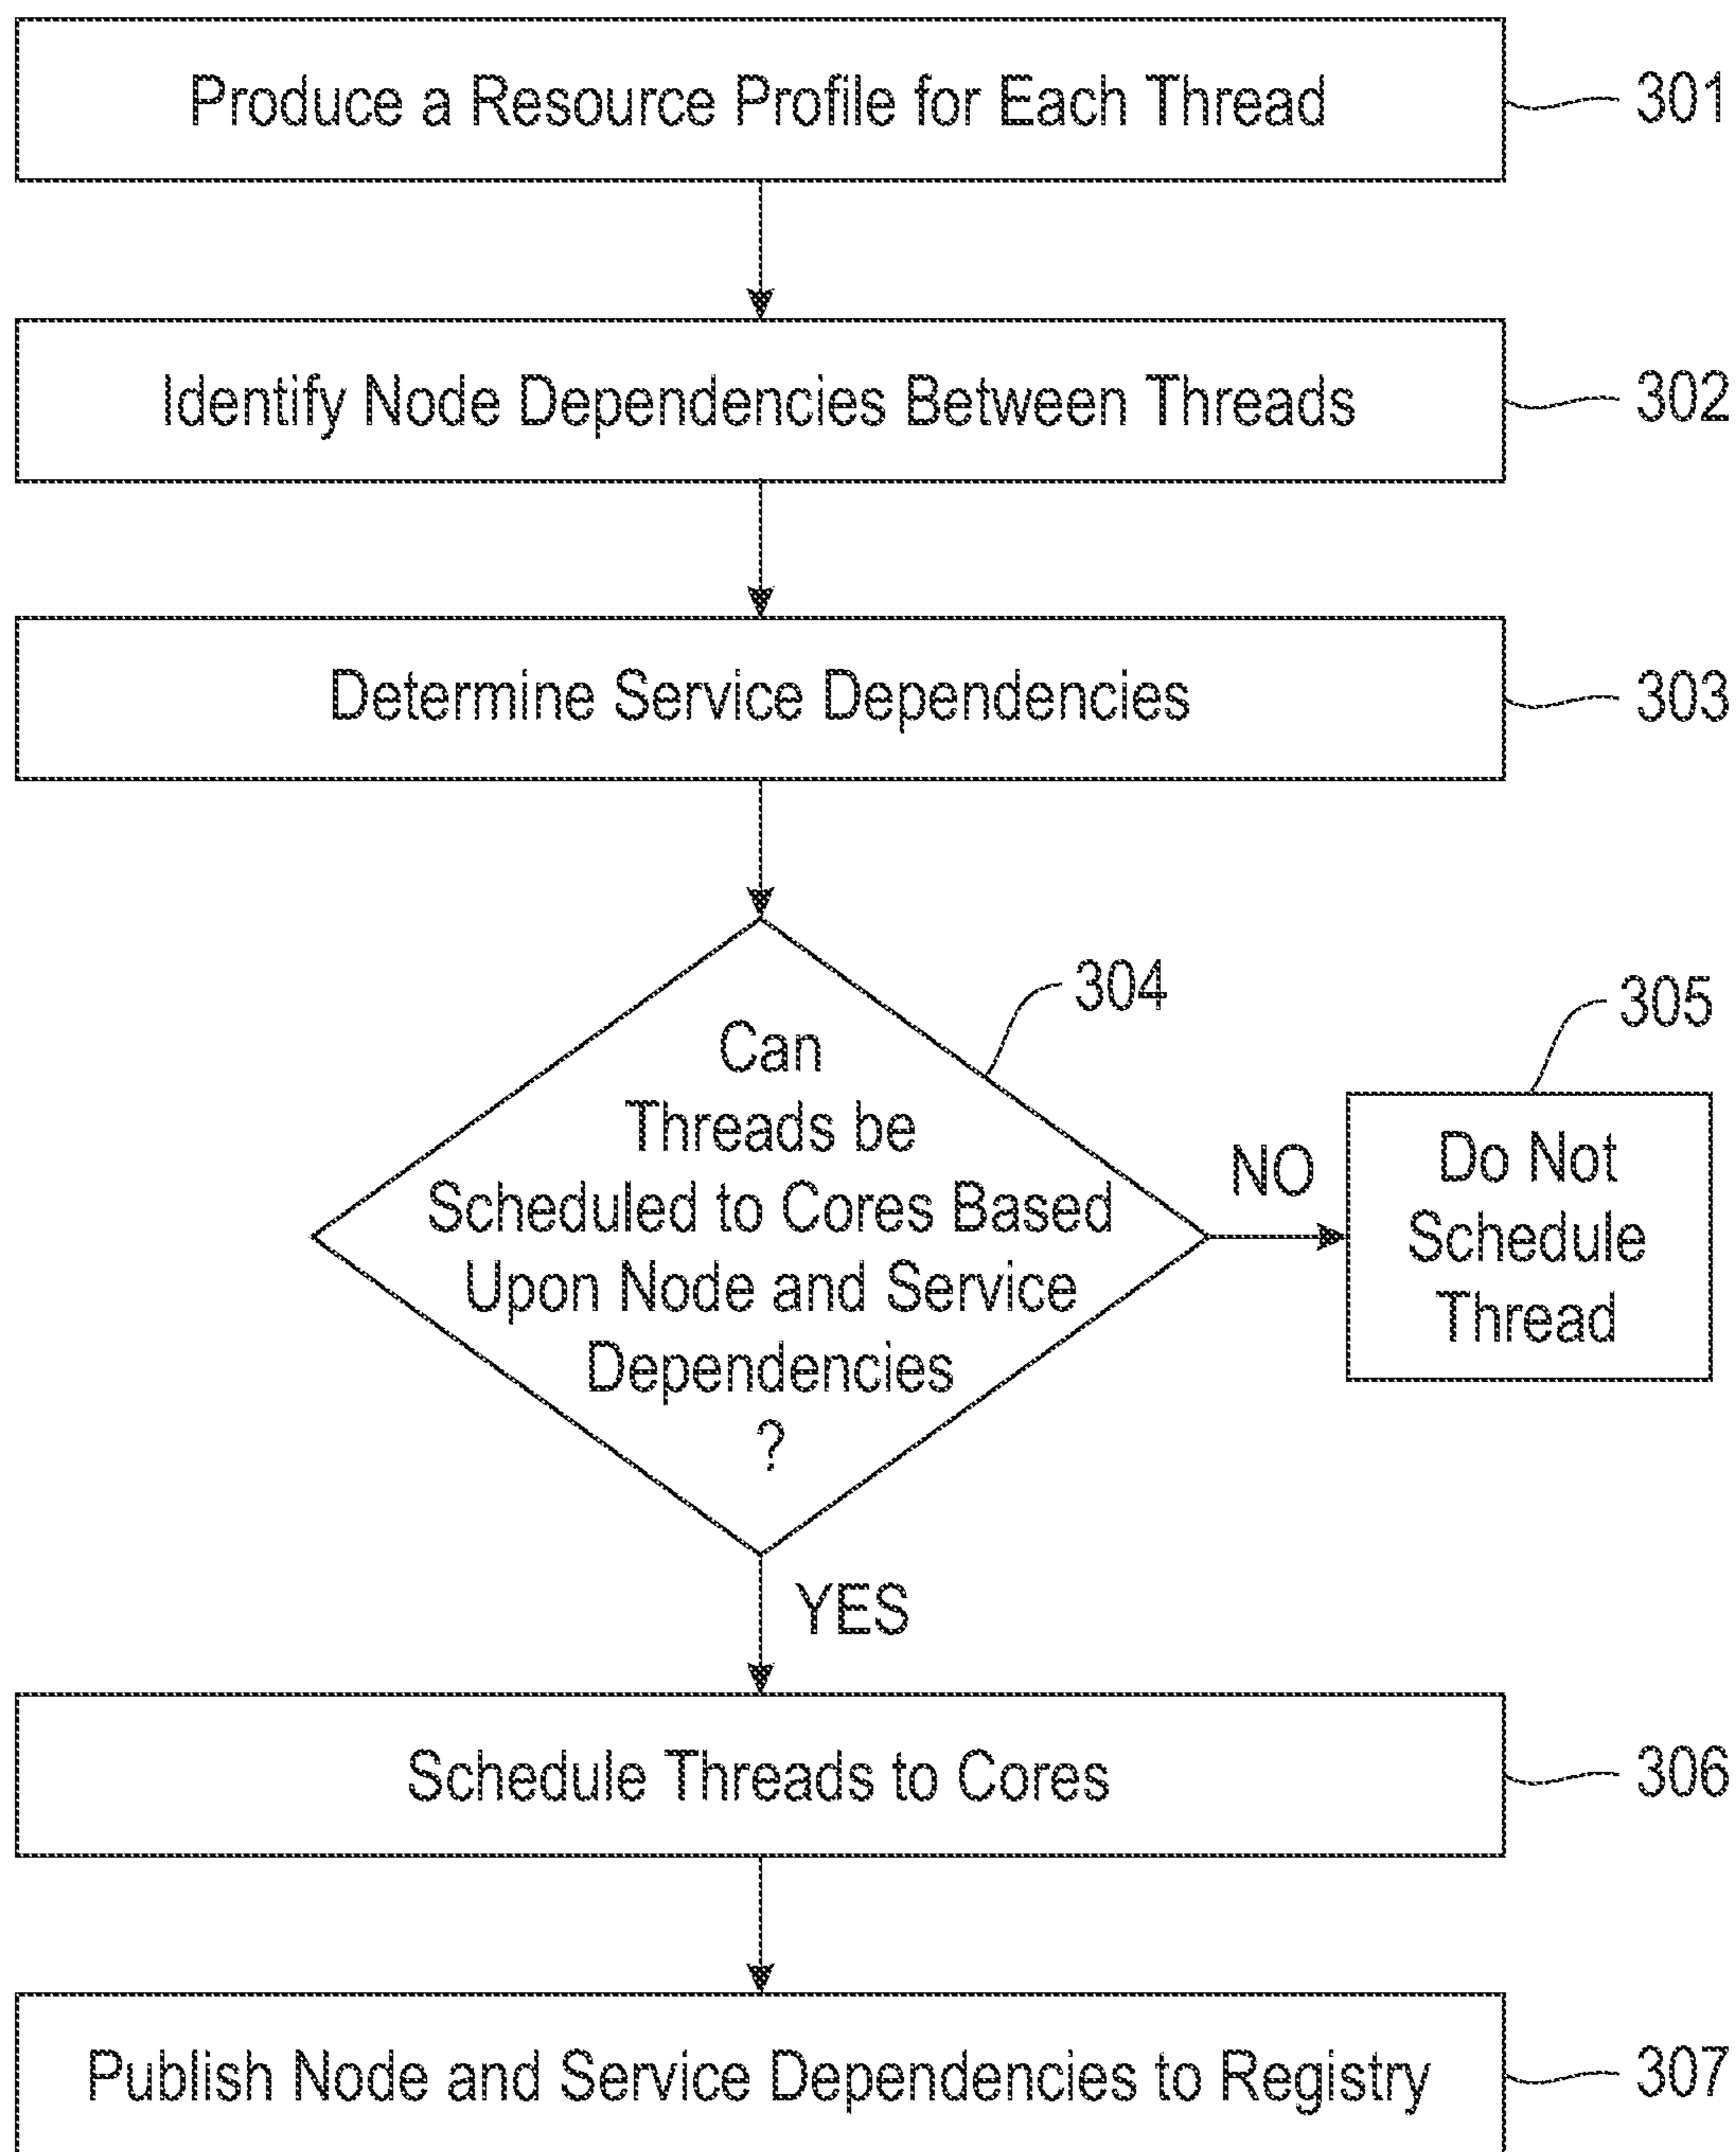 Produce a Resource Profile for Each Thread
301
Identify Node Dependencies Between Threads
302
Determine Service Dependencies
303
304
Can
Threads be
Scheduled to Cores Based
Upon Node and Service
Dependencies
?
NO
305
Do Not
Schedule
Thread
YES
Schedule Threads to Cores
306
Publish Node and Service Dependencies to Registry
307